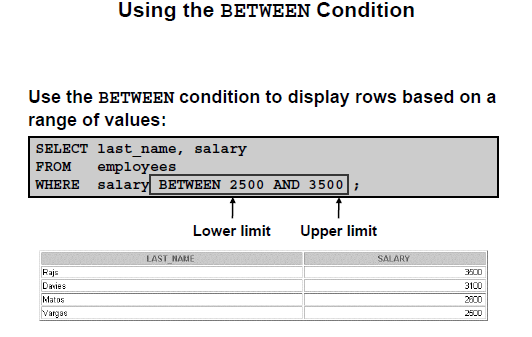 Using the BETWEEN Condition
Use the BETWEEN condition to display rows based on a
range of values:
SELECT last_name, salary
FROM employees
WHERE salary BETWEEN 2500 AND 3500 ;
Lower limit Upper limit
LAST_NAME SALARY
Rajs 3500
Davies 3100
Matos 2600
Vargas 2500